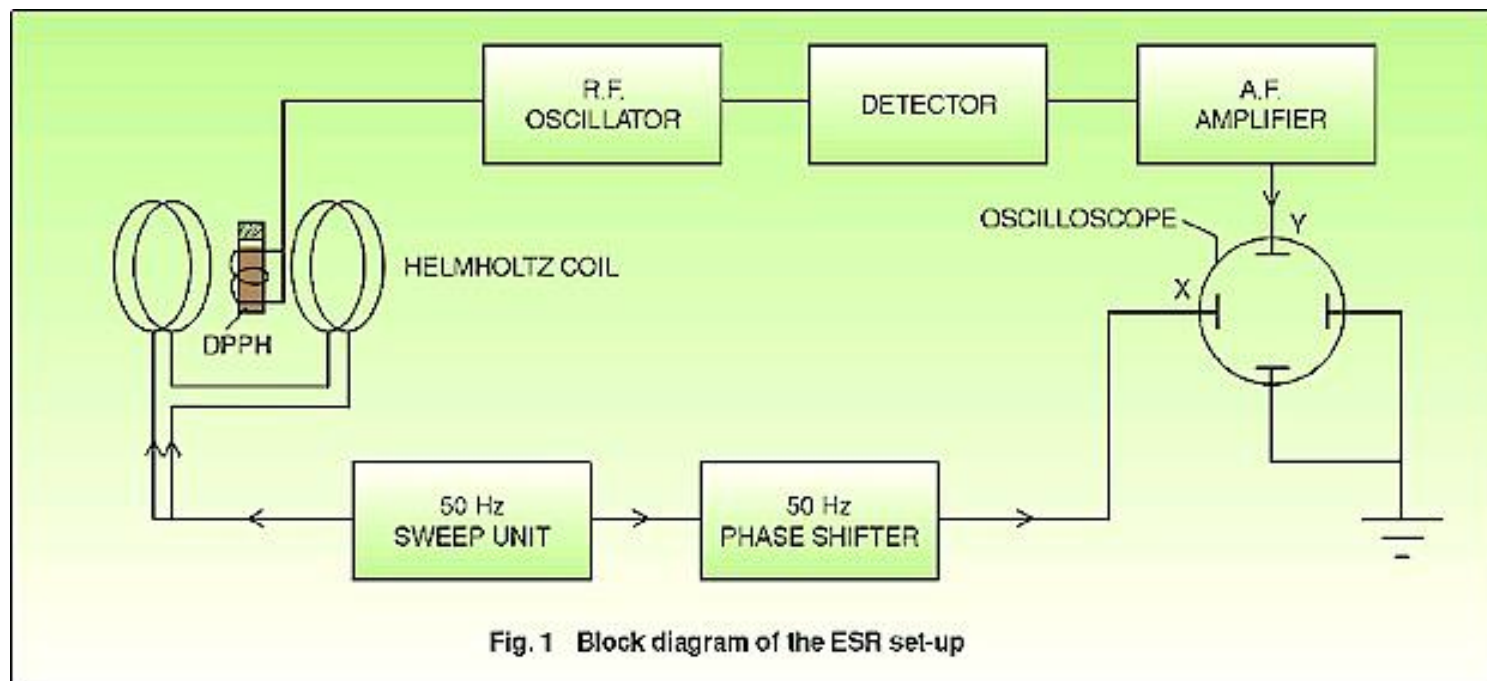 R.F.
OSCILLATOR
DETECTOR
A.F.
AMPLIFIER
OSCILLOSCOPE
Y
X
HELMHOLTZ COIL
DPPH
50 Hz
SWEEP UNIT
50 Hz
PHASE SHIFTER
Fig. 1 Block diagram of the ESR set-up